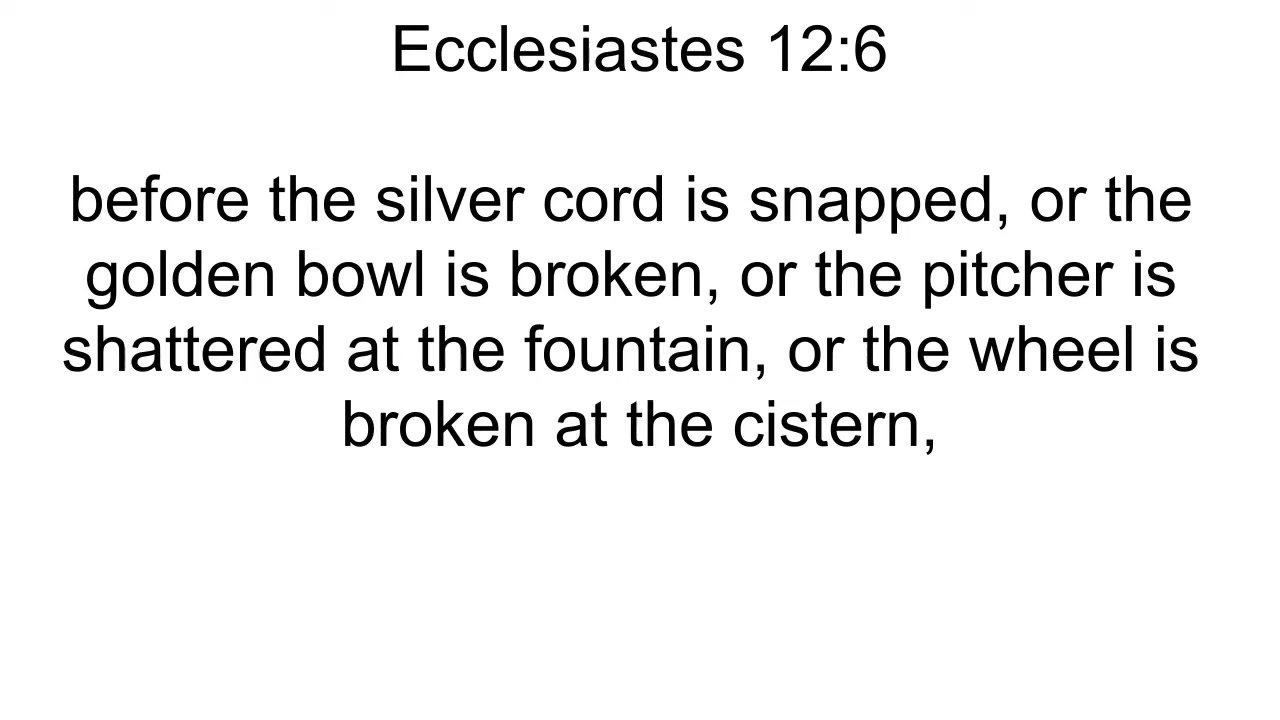 Ecclesiastes 12:6
before the silver cord is snapped, or the
golden bowl is broken, or the pitcher is
shattered at the fountain, or the wheel is
broken at the cistern,